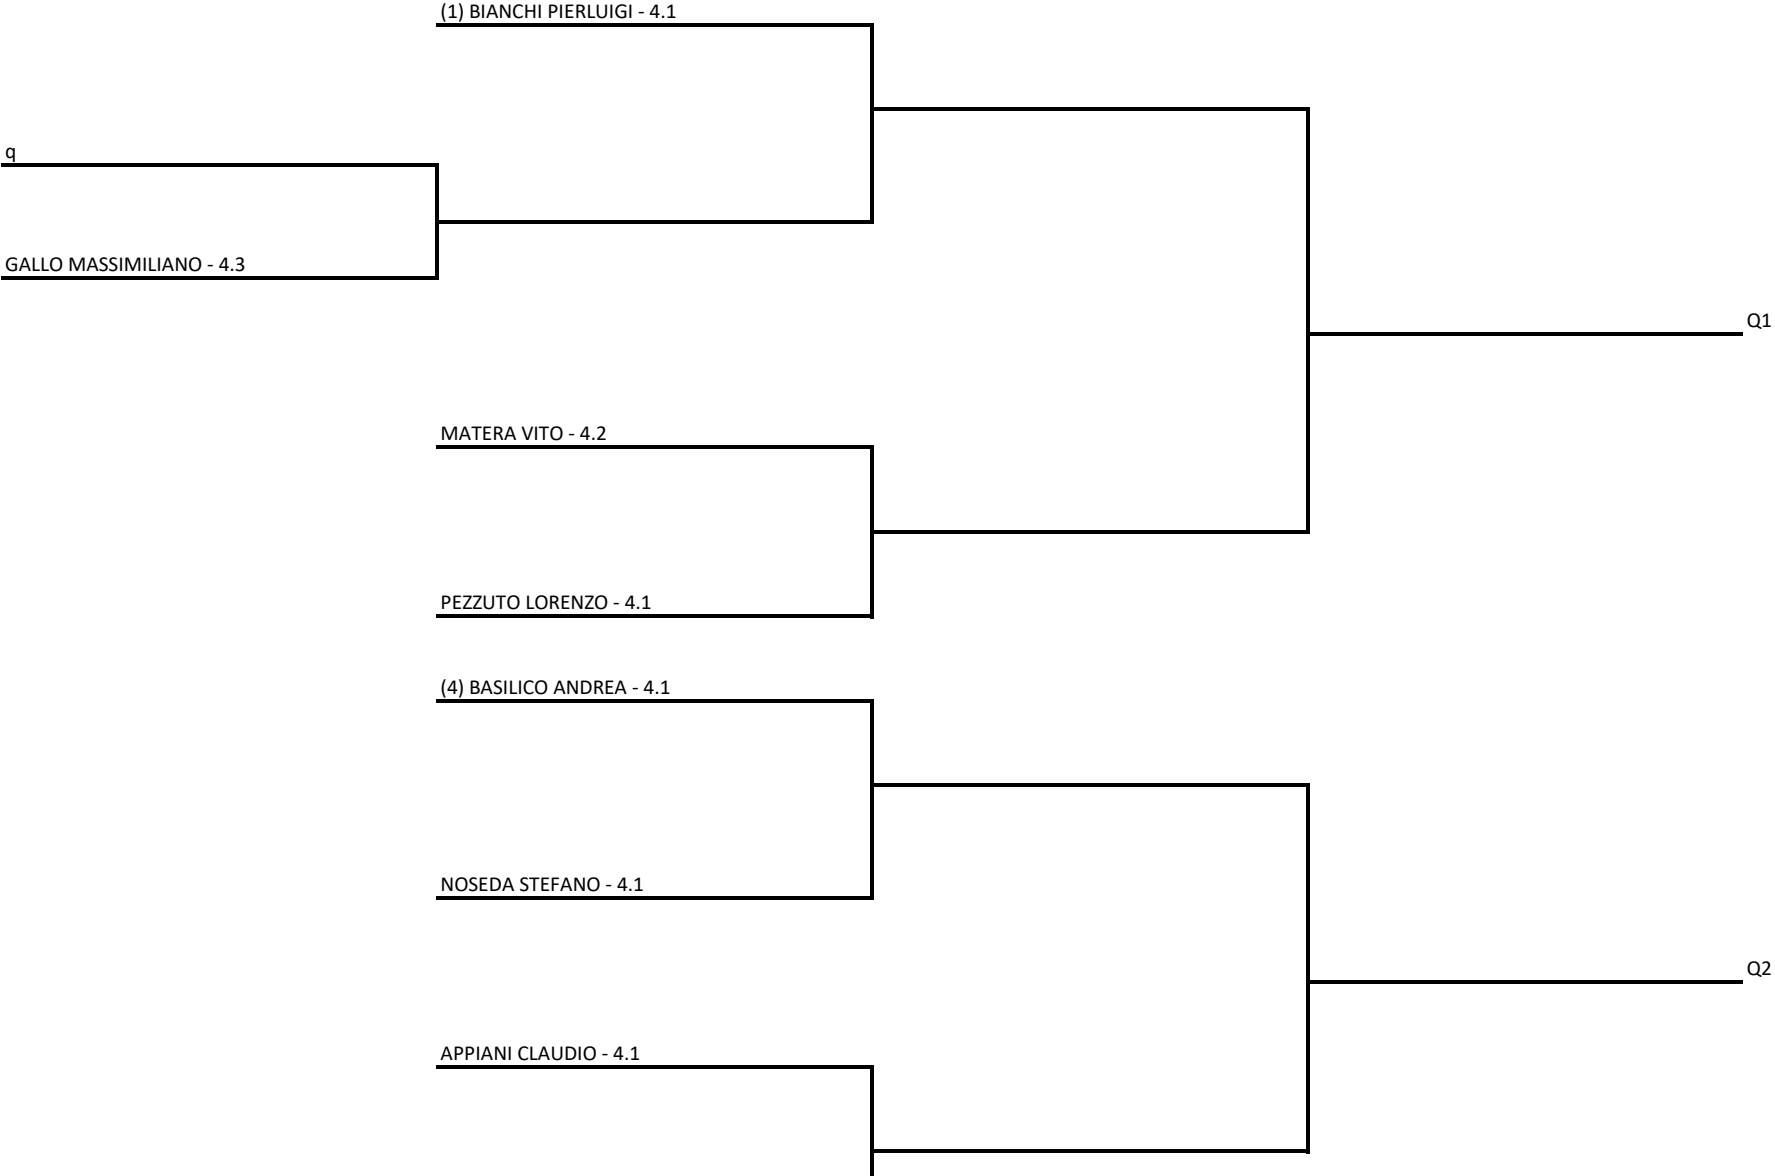 (1) BIANCHI PIERLUIGI - 4.1
q
GALLO MASSIMILIANO - 4.3
Q1
MATERA VITO - 4.2
PEZZUTO LORENZO - 4.1
(4) BASILICO ANDREA - 4.1
NOSEDA STEFANO - 4.1
Q2
APPIANI CLAUDIO - 4.1